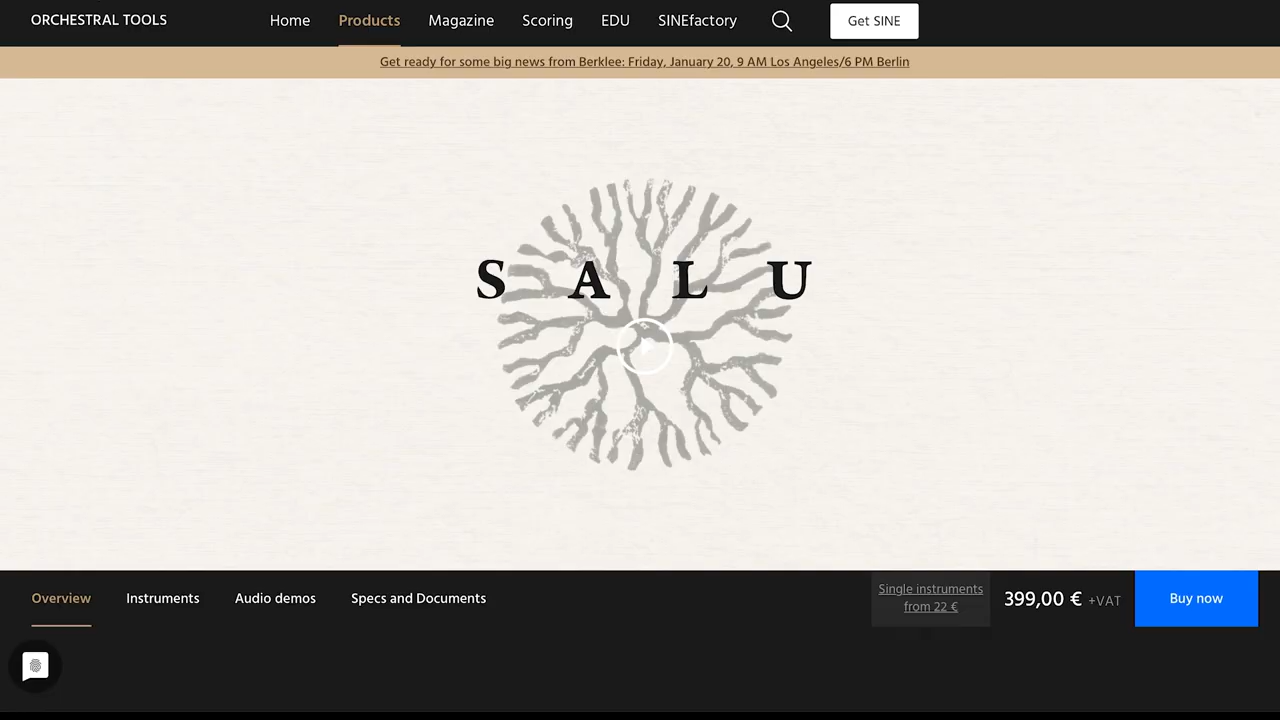 ORCHESTRAL TOOLS Home Products Magazine Scoring EDU SINEfactory Get SINE
Get ready for some big news from Berklee: Friday, January 20, 9 AM Los Angeles/6 PM Berlin
SALU
Overview Instruments Audio demos Specs and Documents
Single instruments
from 22 €
399,00 € +VAT
Buy now